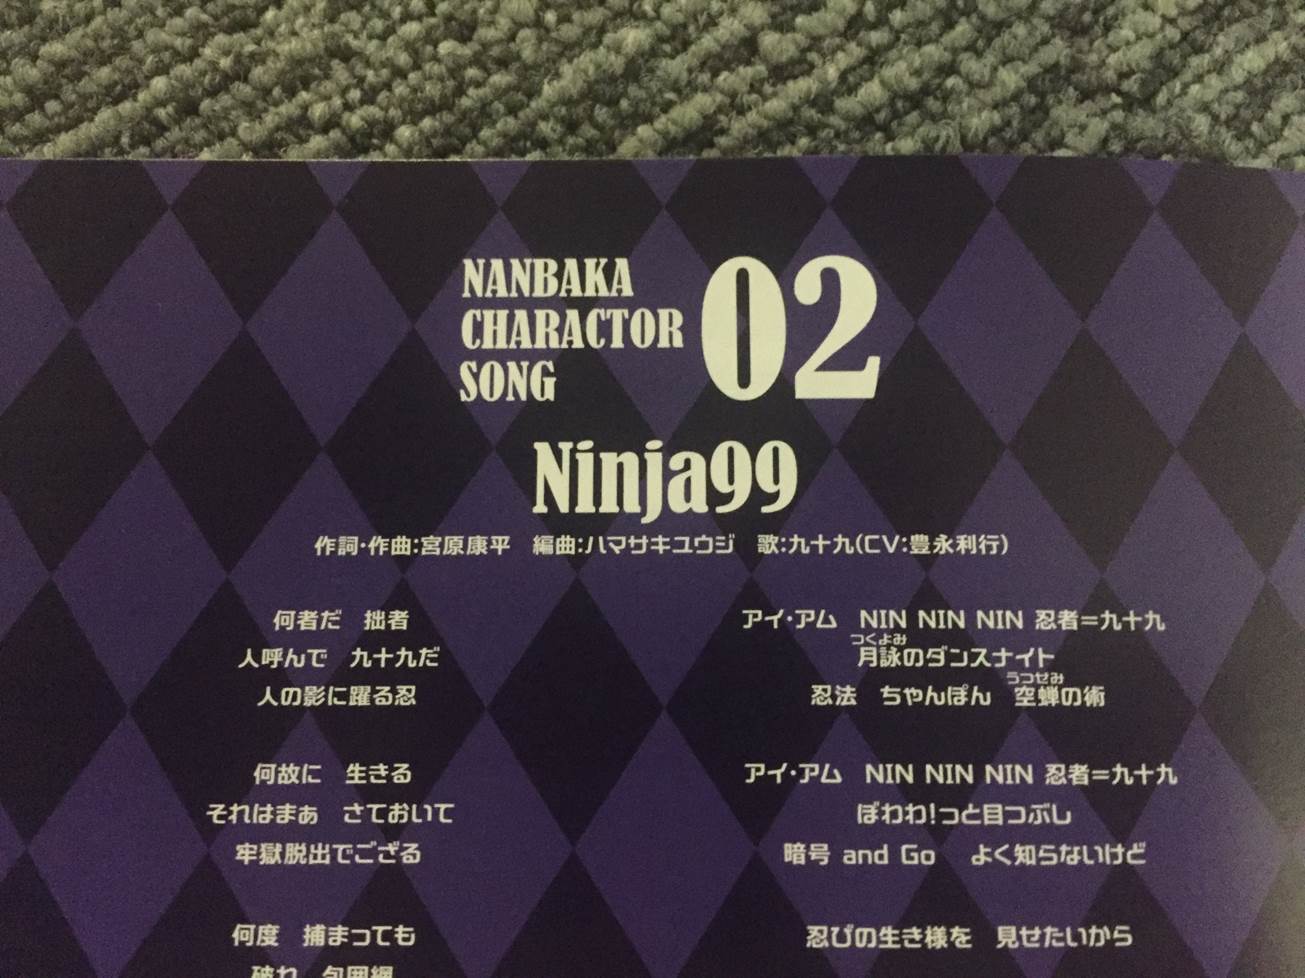 NANBAKA
CHARACTOR
SONG
02
Ninja99
作詞・作曲:宮原康平　編曲:ハマサキユウジ　歌:九十九(CV:豊永利行)
何者だ　拙者
人呼んで　九十九だ
人の影に躍る忍
何故に　生きる
それはまぁ　さておいて
牢獄脱出でござる
何度　捕まっても
破れ　包囲網
アイ・アム　NIN NIN NIN 忍者=九十九
つくよみ
月詠のダンスナイト
うつせみ
忍法　ちゃんぽん　空蝉の術
アイ・アム　NIN NIN NIN 忍者=九十九
ぼわわ!っと目つぶし
暗号 and Go　よく知らないけど
忍びの生き様を　見せたいから